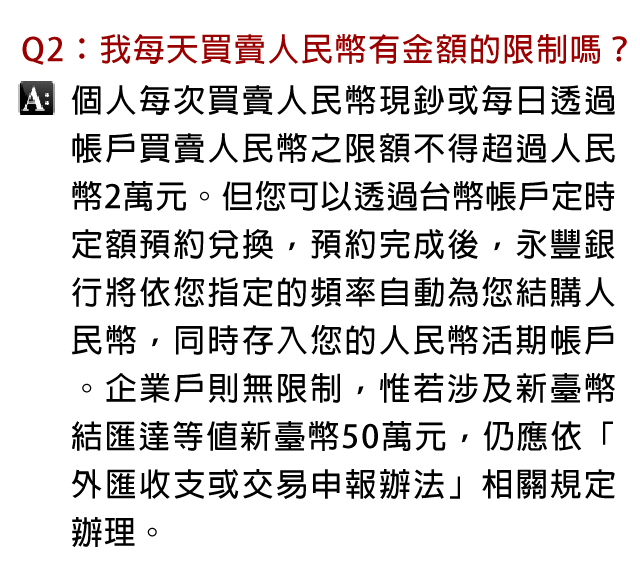 Q2：我每天買賣人民幣有金額的限制嗎？
A: 個人每次買賣人民幣現鈔或每日透過
帳戶買賣人民幣之限額不得超過人民
幣2萬元。但您可以透過台幣帳戶定時
定額預約兌換，預約完成後，永豐銀
行將依您指定的頻率自動為您結購人
民幣，同時存入您的人民幣活期帳戶
。企業戶則無限制，惟若涉及新臺幣
結匯達等值新臺幣50萬元，仍應依「
外匯收支或交易申報辦法」相關規定
辦理。